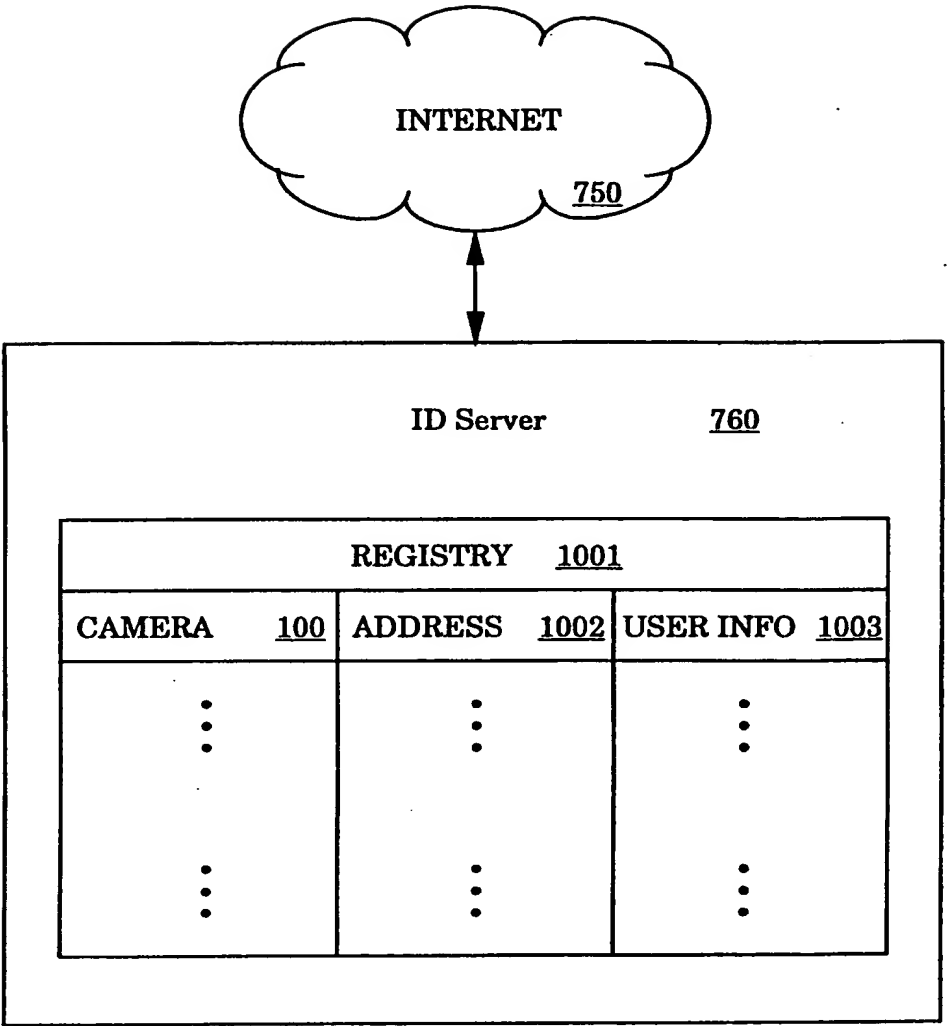 INTERNET
750
ID Server 760
REGISTRY 1001
CAMERA 100 ADDRESS 1002 USER INFO 1003